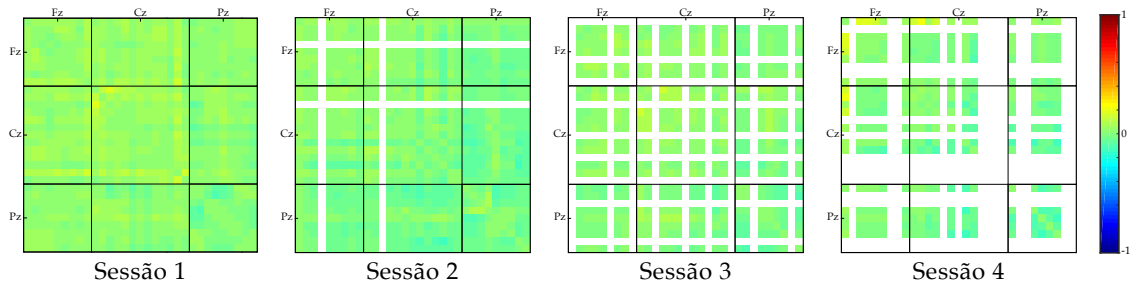 Fz Cz Pz Fz Cz Pz Fz Cz Pz Fz Cz Pz
1
Fz Fz Fz Fz
Cz Cz Cz Cz
0
Pz Pz Pz Pz
-1
Sessão 1 Sessão 2 Sessão 3 Sessão 4